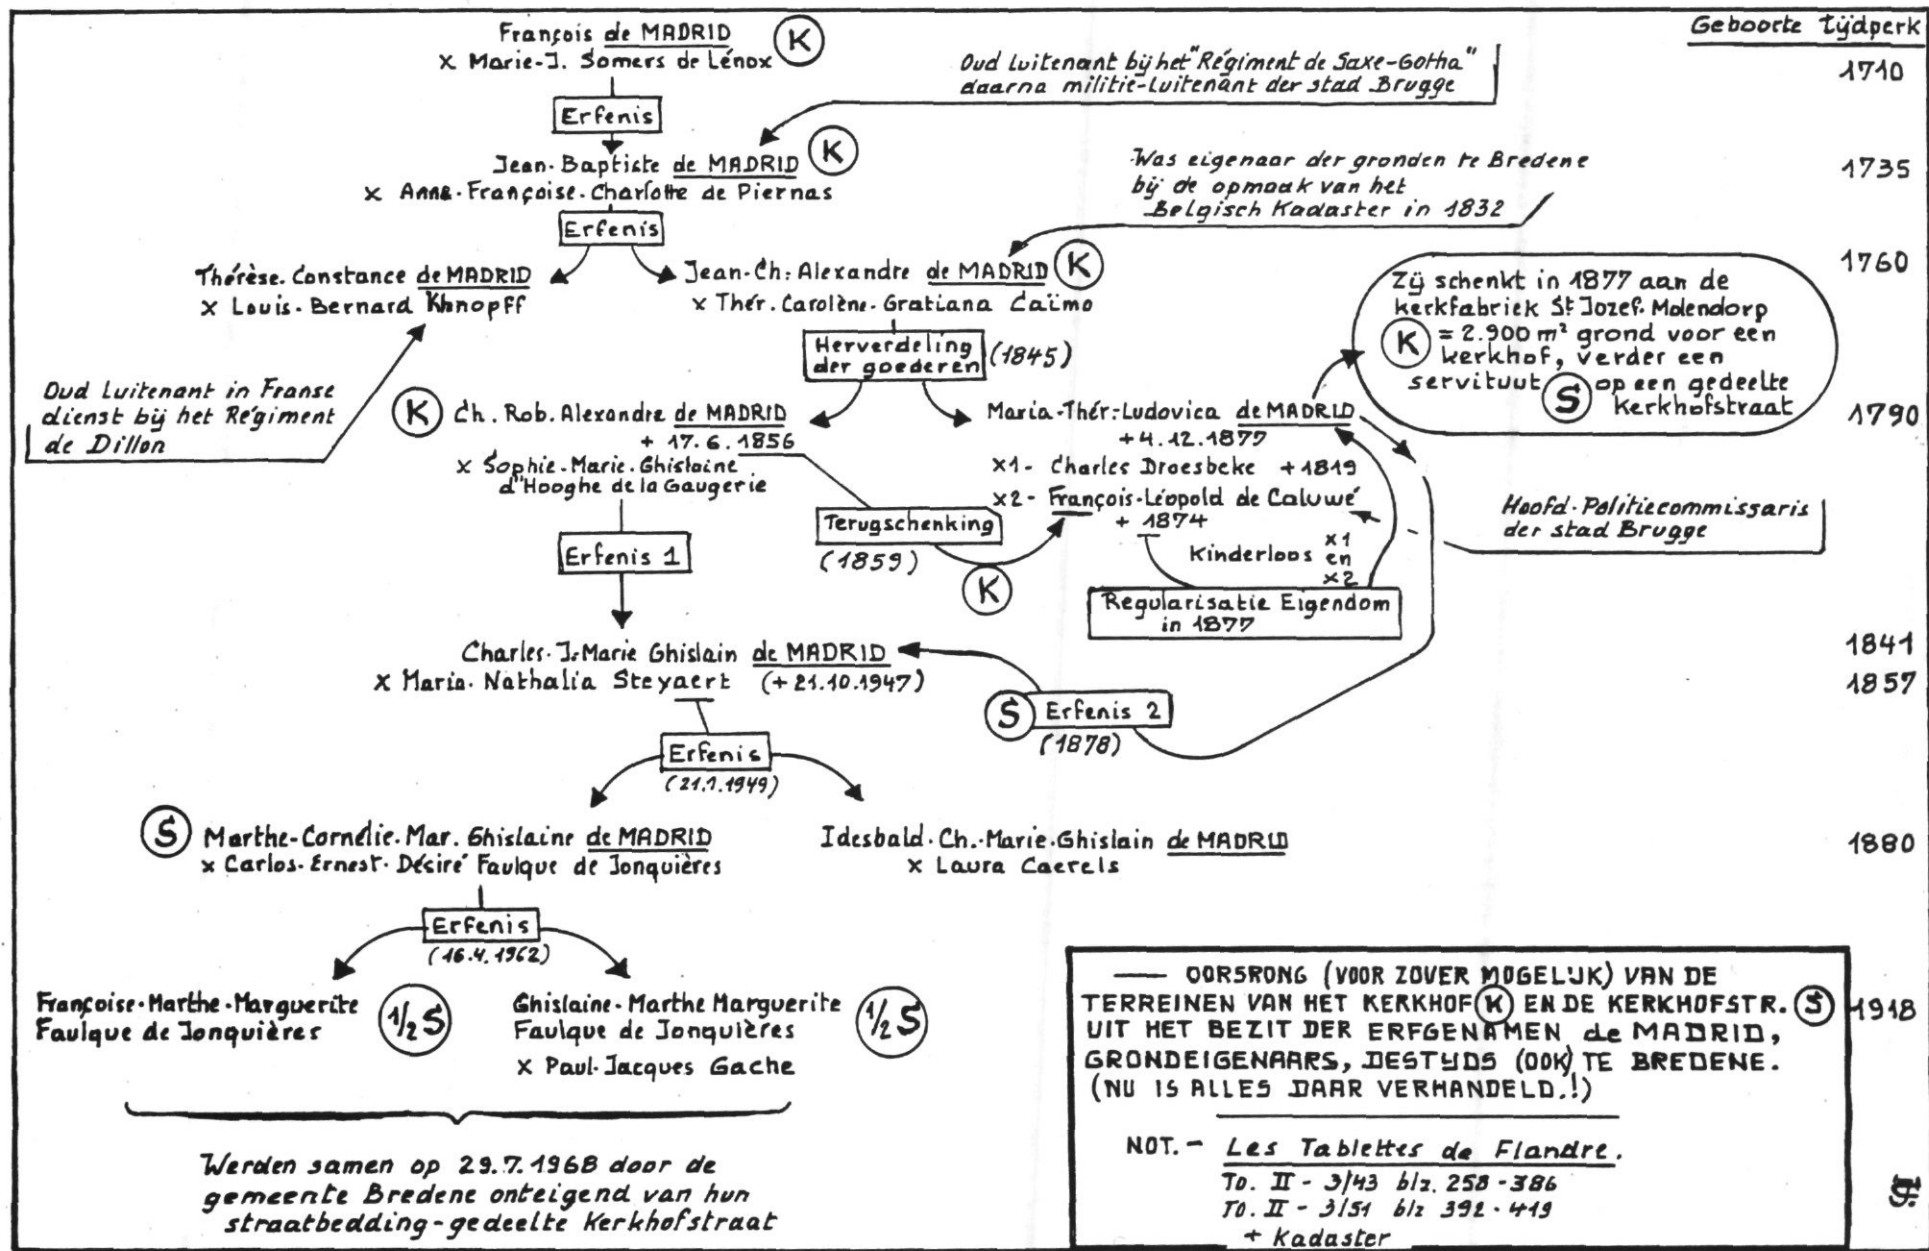 Geboorte tijdperk
François de MADRID
K
x Marie-J. Somers de Lénox
1710
Oud luitenant bij het "Régiment de Saxe-Gotha"
daarna militie-luitenant der stad Brugge
Erfenis
Jean-Baptiste de MADRID
K
x Anna-Françoise-Charlotte de Piernas
1735
Was eigenaar der gronden te Bredene
bij de opmaak van het
Belgisch Kadaster in 1832
Erfenis
1760
Thérèse-Constance de MADRID
x Louis-Bernard Khnopff
Jean-Ch: Alexandre de MADRID
K
x Thér. Carolène-Gratiana Caïmo
Zij schenkt in 1877 aan de
kerkfabriek St Jozef-Molendorp
K = 2.900 m² grond voor een
kerkhof, verder een
servituut S op een gedeelte
kerkhofstraat
Herverdeling
der goederen
(1845)
Oud Luitenant in Franse
dienst bij het Régiment
de Dillon
K
Ch. Rob. Alexandre de MADRID
+ 17.6.1856
x Sophie-Marie-Ghislaine
d'Hooghe de la Gaugerie
Maria-Thér:-Ludovica de MADRID
+4.12.1877
x1- Charles Droesbeke +1819
x2- François-Léopold de Caluwé
+ 1874
1790
Hoofd-Politiecommissaris
der stad Brugge
Kinderloos x1
en
x2
Terugschenking
(1859)
K
Erfenis 1
Regularisatie Eigendom
in 1877
Charles-J.-Marie Ghislain de MADRID
x Maria-Nathalia Steyaert (+21.10.1947)
1841
1857
S
Erfenis 2
(1878)
Erfenis
(21.7.1949)
S
Marthe-Cornélie-Mar. Ghislaine de MADRID
x Carlos-Ernest-Désiré Faulque de Jonquières
Idesbald-Ch.-Marie-Ghislain de MADRID
x Laura Caerels
1880
Erfenis
(16.4.1962)
Françoise-Marthe-Marguerite
Faulque de Jonquières
1/2 S
Ghislaine-Marthe Marguerite
Faulque de Jonquières
x Paul-Jacques Gache
1/2 S
1918
Werden samen op 29.7.1968 door de
gemeente Bredene onteigend van hun
straatbedding-gedeelte Kerkhofstraat
— OORSRONG (VOOR ZOVER MOGELIJK) VAN DE
TERREINEN VAN HET KERKHOF K EN DE KERKHOFSTR. S
UIT HET BEZIT DER ERFGENAMEN de MADRID,
GRONDEIGENAARS, DESTIJDS (OOK) TE BREDENE.
(NU IS ALLES DAAR VERHANDELD.!)
NOT.- Les Tablettes de Flandre.
To. II - 3/43 blz. 258-386
To. II - 3/51 blz 392-419
+ Kadaster